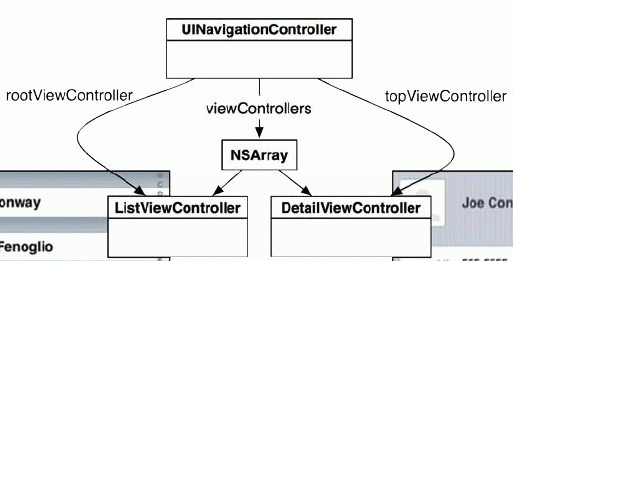 UINavigationController
rootViewController
viewControllers
topViewController
NSArray
ListViewController
DetailViewController
onway
Joe Con
Fenoglio